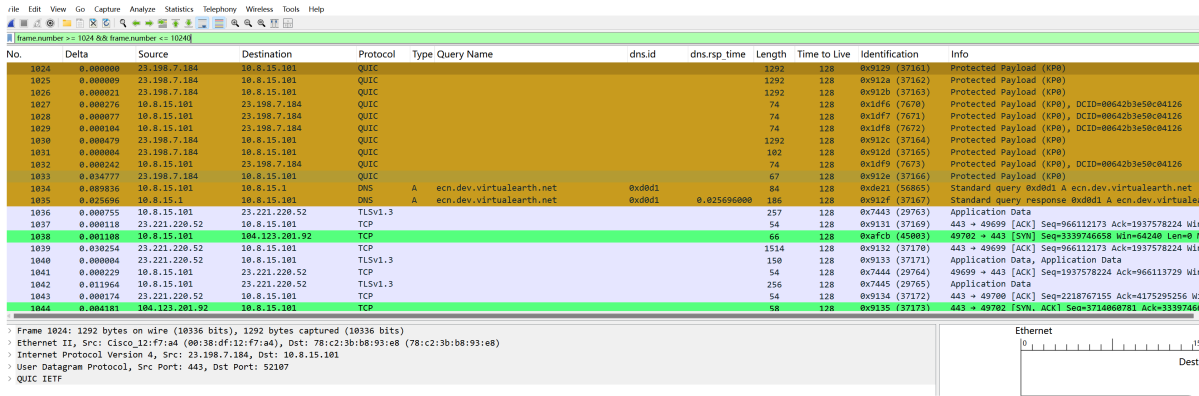 File Edit View Go Capture Analyze Statistics Telephony Wireless Tools Help
frame.number >= 1024 && frame.number <= 10240
No. Delta Source Destination Protocol Type Query Name dns.id dns.rsp_time Length Time to Live Identification Info
1024 0.000000 23.198.7.184 10.8.15.101 QUIC 1292 128 0x9129 (37161) Protected Payload (KP0)
1025 0.000009 23.198.7.184 10.8.15.101 QUIC 1292 128 0x912a (37162) Protected Payload (KP0)
1026 0.000021 23.198.7.184 10.8.15.101 QUIC 1292 128 0x912b (37163) Protected Payload (KP0)
1027 0.000276 10.8.15.101 23.198.7.184 QUIC 74 128 0x1df6 (7670) Protected Payload (KP0), DCID=00642b3e50c04126
1028 0.000077 10.8.15.101 23.198.7.184 QUIC 74 128 0x1df7 (7671) Protected Payload (KP0), DCID=00642b3e50c04126
1029 0.000104 10.8.15.101 23.198.7.184 QUIC 74 128 0x1df8 (7672) Protected Payload (KP0), DCID=00642b3e50c04126
1030 0.000479 23.198.7.184 10.8.15.101 QUIC 1292 128 0x912c (37164) Protected Payload (KP0)
1031 0.000004 23.198.7.184 10.8.15.101 QUIC 102 128 0x912d (37165) Protected Payload (KP0)
1032 0.000242 10.8.15.101 23.198.7.184 QUIC 74 128 0x1df9 (7673) Protected Payload (KP0), DCID=00642b3e50c04126
1033 0.034777 23.198.7.184 10.8.15.101 QUIC 67 128 0x912e (37166) Protected Payload (KP0)
1034 0.089836 10.8.15.101 10.8.15.1 DNS A ecn.dev.virtualearth.net 0xd0d1 84 128 0xde21 (56865) Standard query 0xd0d1 A ecn.dev.virtualearth.net
1035 0.025696 10.8.15.1 10.8.15.101 DNS A ecn.dev.virtualearth.net 0xd0d1 0.025696000 186 128 0x912f (37167) Standard query response 0xd0d1 A ecn.dev.virtualea
1036 0.000755 10.8.15.101 23.221.220.52 TLSv1.3 257 128 0x7443 (29763) Application Data
1037 0.000118 23.221.220.52 10.8.15.101 TCP 54 128 0x9131 (37169) 443 → 49699 [ACK] Seq=966112173 Ack=1937578224 Wi
1038 0.001108 10.8.15.101 104.123.201.92 TCP 66 128 0xafcb (45003) 49702 → 443 [SYN] Seq=3339746658 Win=64240 Len=0
1039 0.030254 23.221.220.52 10.8.15.101 TCP 1514 128 0x9132 (37170) 443 → 49699 [ACK] Seq=966112173 Ack=1937578224 Wi
1040 0.000004 23.221.220.52 10.8.15.101 TLSv1.3 150 128 0x9133 (37171) Application Data, Application Data
1041 0.000229 10.8.15.101 23.221.220.52 TCP 54 128 0x7444 (29764) 49699 → 443 [ACK] Seq=1937578224 Ack=966113729 Wi
1042 0.011964 10.8.15.101 23.221.220.52 TLSv1.3 256 128 0x7445 (29765) Application Data
1043 0.000174 23.221.220.52 10.8.15.101 TCP 54 128 0x9134 (37172) 443 → 49700 [ACK] Seq=2218767155 Ack=4175295256 W
1044 0.004181 104.123.201.92 10.8.15.101 TCP 58 128 0x9135 (37173) 443 → 49702 [SYN, ACK] Seq=3714060781 Ack=3339746
Frame 1024: 1292 bytes on wire (10336 bits), 1292 bytes captured (10336 bits)
Ethernet II, Src: Cisco_12:f7:a4 (00:38:df:12:f7:a4), Dst: 78:c2:3b:b8:93:e8 (78:c2:3b:b8:93:e8)
Internet Protocol Version 4, Src: 23.198.7.184, Dst: 10.8.15.101
User Datagram Protocol, Src Port: 443, Dst Port: 52107
QUIC IETF
Ethernet
0 15
Dest